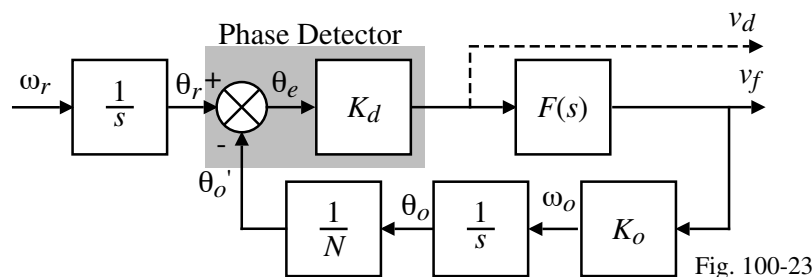 Phase Detector
v_d
ω_r
1/s
θ_r
+
-
θ_e
K_d
F(s)
v_f
θ_o'
1/N
θ_o
1/s
ω_o
K_o
Fig. 100-23